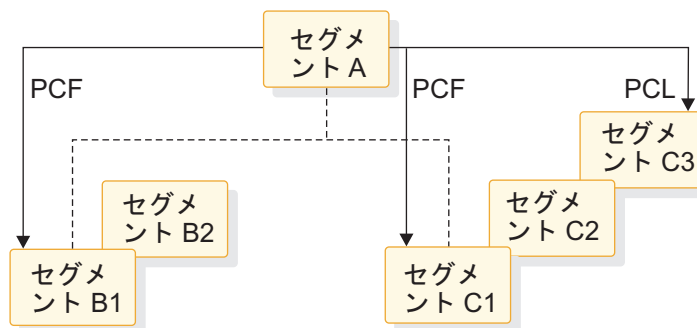 セグメ
ント A
PCF
PCF
PCL
セグメ
ント C3
セグメ
ント B2
セグメ
ント C2
セグメ
ント B1
セグメ
ント C1